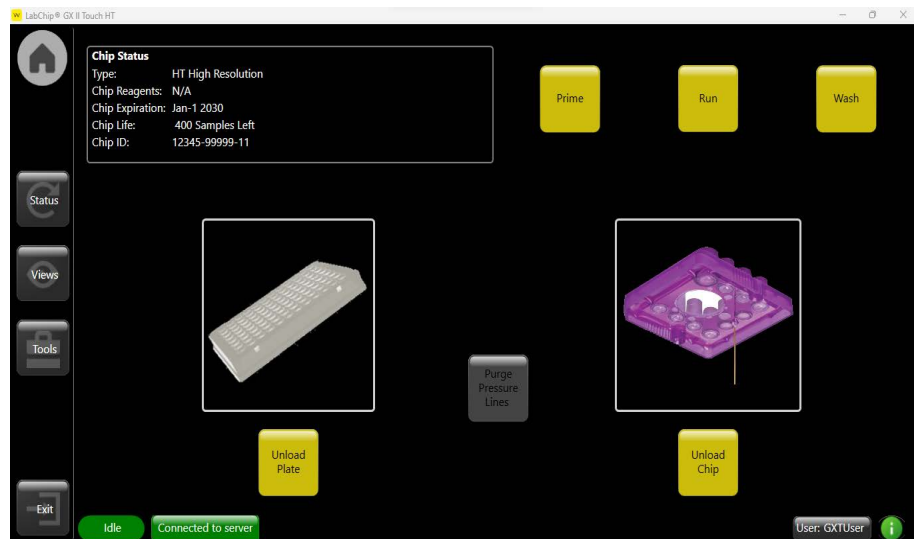 LabChip® GX II Touch HT
Chip Status
Type: HT High Resolution
Chip Reagents: N/A
Chip Expiration: Jan-1 2030
Chip Life: 400 Samples Left
Chip ID: 12345-99999-11
Prime
Run
Wash
Status
Views
Tools
Purge
Pressure
Lines
Unload
Plate
Unload
Chip
Exit
Idle
Connected to server
User: GXTUser
i